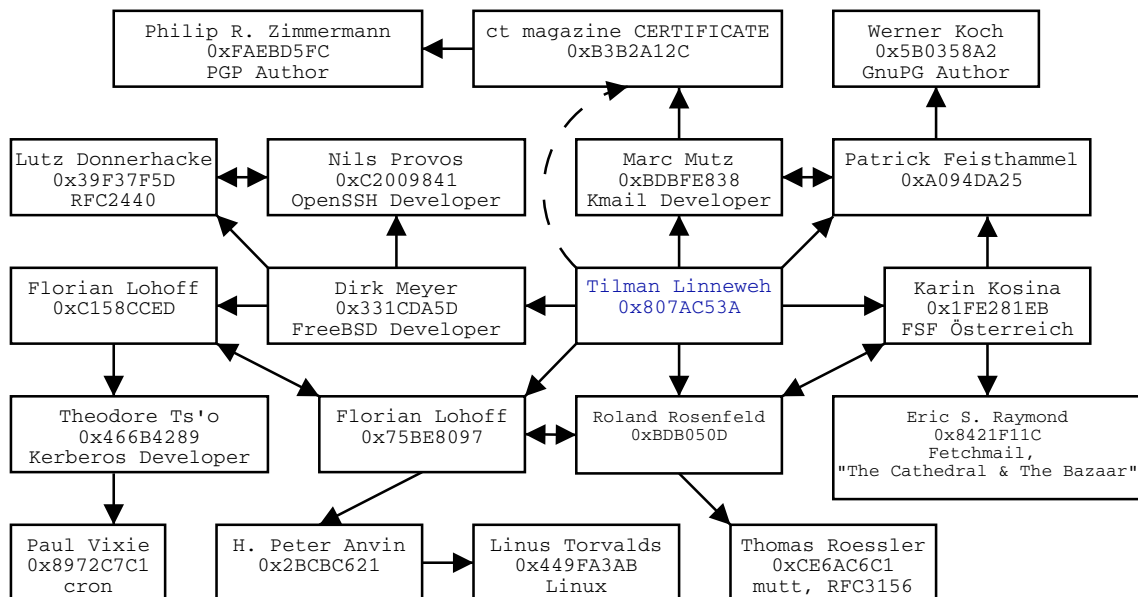 Philip R. Zimmermann
0xFAEBD5FC
PGP Author
ct magazine CERTIFICATE
0xB3B2A12C
Werner Koch
0x5B0358A2
GnuPG Author
Lutz Donnerhacke
0x39F37F5D
RFC2440
Nils Provos
0xC2009841
OpenSSH Developer
Marc Mutz
0xBDBFE838
Kmail Developer
Patrick Feisthammel
0xA094DA25
Florian Lohoff
0xC158CCED
Dirk Meyer
0x331CDA5D
FreeBSD Developer
Tilman Linneweh
0x807AC53A
Karin Kosina
0x1FE281EB
FSF Österreich
Theodore Ts'o
0x466B4289
Kerberos Developer
Florian Lohoff
0x75BE8097
Roland Rosenfeld
0xBDB050D
Eric S. Raymond
0x8421F11C
Fetchmail,
"The Cathedral & The Bazaar"
Paul Vixie
0x8972C7C1
cron
H. Peter Anvin
0x2BCBC621
Linus Torvalds
0x449FA3AB
Linux
Thomas Roessler
0xCE6AC6C1
mutt, RFC3156